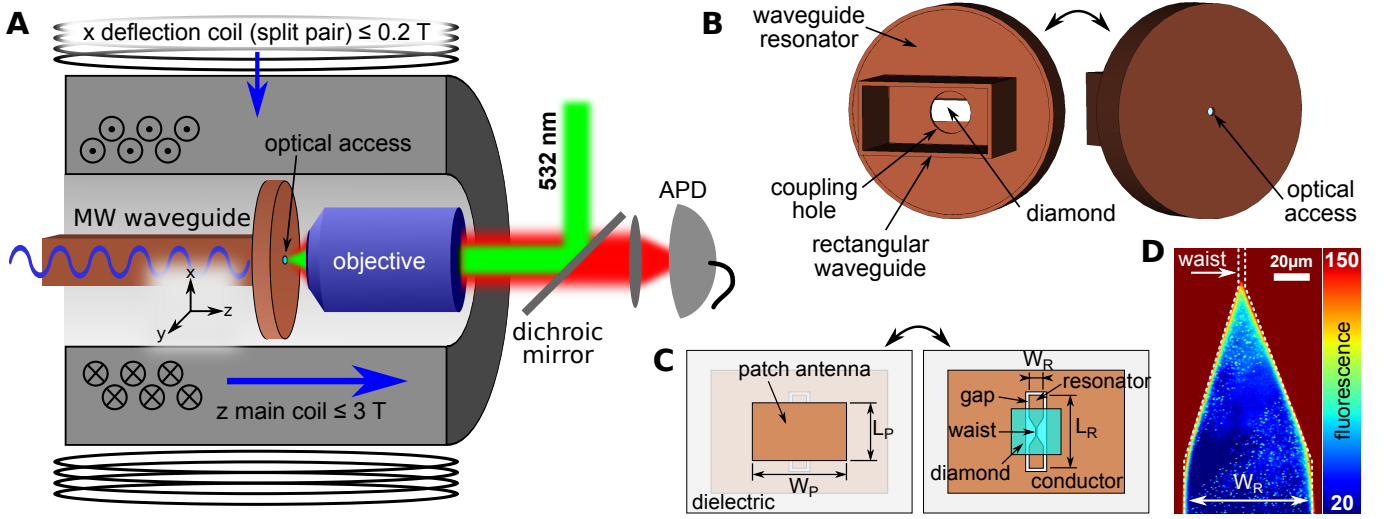 A
x deflection coil (split pair) ≤ 0.2 T
optical access
532 nm
APD
MW waveguide
objective
x
z
y
dichroic
mirror
z main coil ≤ 3 T
B
waveguide
resonator
coupling
hole
diamond
rectangular
waveguide
optical
access
C
patch antenna
L_P
W_P
dielectric
W_R
resonator
gap
waist
L_R
diamond
conductor
D
waist
20µm
150
fluorescence
W_R
20